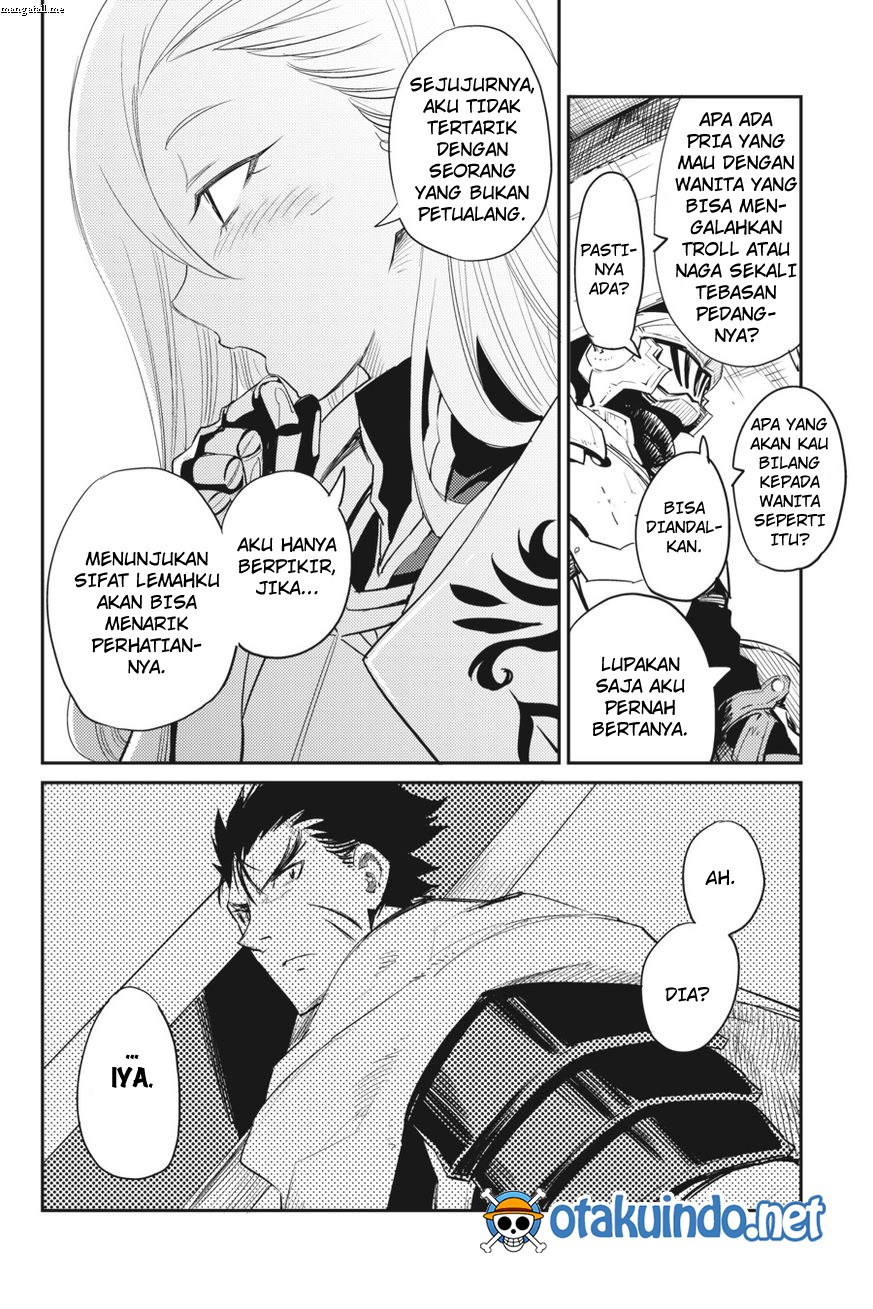 mangatail.me
APA ADA
PRIA YANG
MAU DENGAN
WANITA YANG
BISA MEN-
GALAHKAN
TROLL ATAU
NAGA SEKALI
TEBASAN
PEDANG-
NYA?
PASTI-
NYA
ADA?
APA YANG
AKAN KAU
BILANG
KEPADA
WANITA
SEPERTI
ITU?
BISA
DIANDAL-
KAN.
LUPAKAN
SAJA AKU
PERNAH
BERTANYA.
SEJUJURNYA,
AKU TIDAK
TERTARIK
DENGAN
SEORANG
YANG BUKAN
PETUALANG.
AKU HANYA
BERPIKIR,
JIKA...
MENUNJUKAN
SIFAT LEMAHKU
AKAN BISA
MENARIK
PERHATIAN-
NYA.
AH.
DIA?
...
IYA.
otakuindo.net